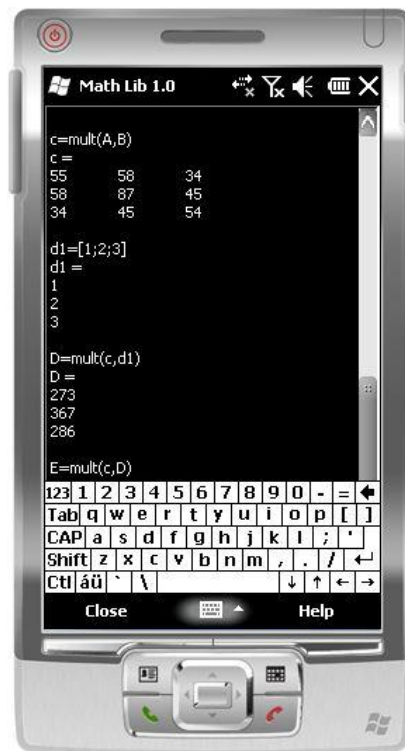 Math Lib 1.0
c=mult(A,B)
c =
55 58 34
58 87 45
34 45 54
d1=[1;2;3]
d1 =
1
2
3
D=mult(c,d1)
D =
273
367
286
E=mult(c,D)
123 1 2 3 4 5 6 7 8 9 0 - =
Tab q w e r t y u i o p [ ]
CAP a s d f g h j k l ; '
Shift z x c v b n m , . /
Ctl áü ` \
Close Help